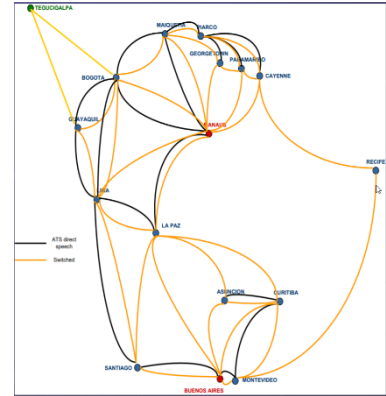 TEGUCIGALPA
MAIQUETIA
PIARCO
GEORGETOWN
PARAMARIBO
CAYENNE
BOGOTA
GUAYAQUIL
MANAUS
RECIFE
LIMA
LA PAZ
ATS direct
speech
Switched
ASUNCION
CURITIBA
SANTIAGO
BUENOS AIRES
MONTEVIDEO